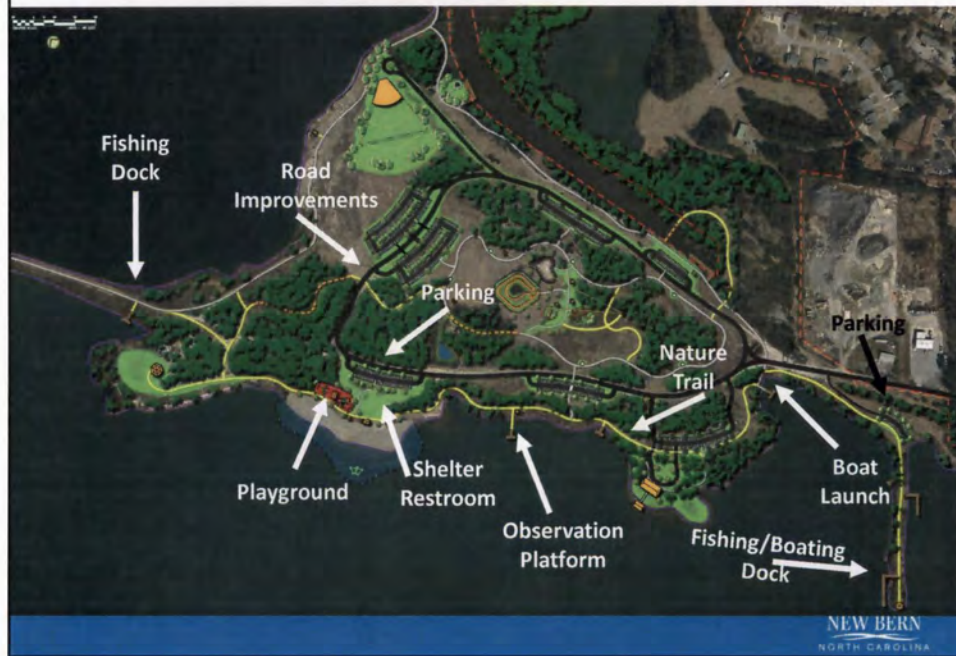 Fishing
Dock
Road
Improvements
Parking
Parking
Nature
Trail
Playground
Shelter
Restroom
Observation
Platform
Boat
Launch
Fishing/Boating
Dock
NEW BERN
NORTH CAROLINA